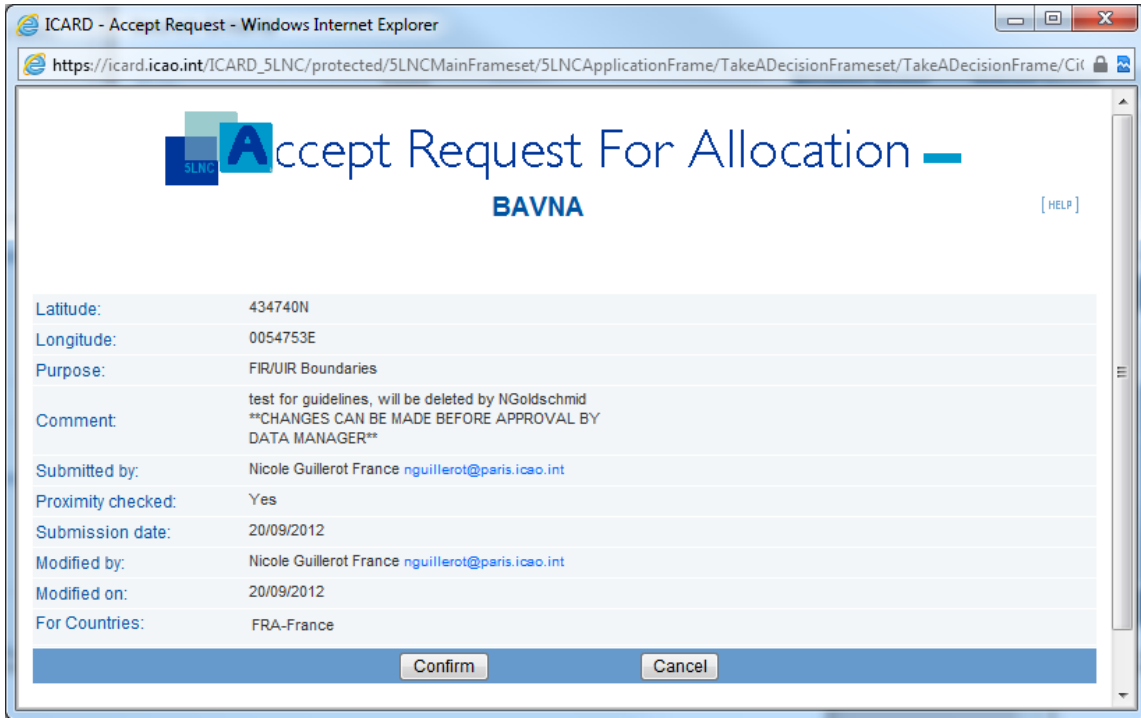 ICARD - Accept Request - Windows Internet Explorer
https://icard.icao.int/ICARD_5LNC/protected/5LNCMainFrameset/5LNCApplicationFrame/TakeADecisionFrameset/TakeADecisionFrame/Ci(
5LNC Accept Request For Allocation
BAVNA
[HELP]
Latitude: 434740N
Longitude: 0054753E
Purpose: FIR/UIR Boundaries
Comment: test for guidelines, will be deleted by NGoldschmid
**CHANGES CAN BE MADE BEFORE APPROVAL BY
DATA MANAGER**
Submitted by: Nicole Guillerot France nguillerot@paris.icao.int
Proximity checked: Yes
Submission date: 20/09/2012
Modified by: Nicole Guillerot France nguillerot@paris.icao.int
Modified on: 20/09/2012
For Countries: FRA-France
Confirm Cancel